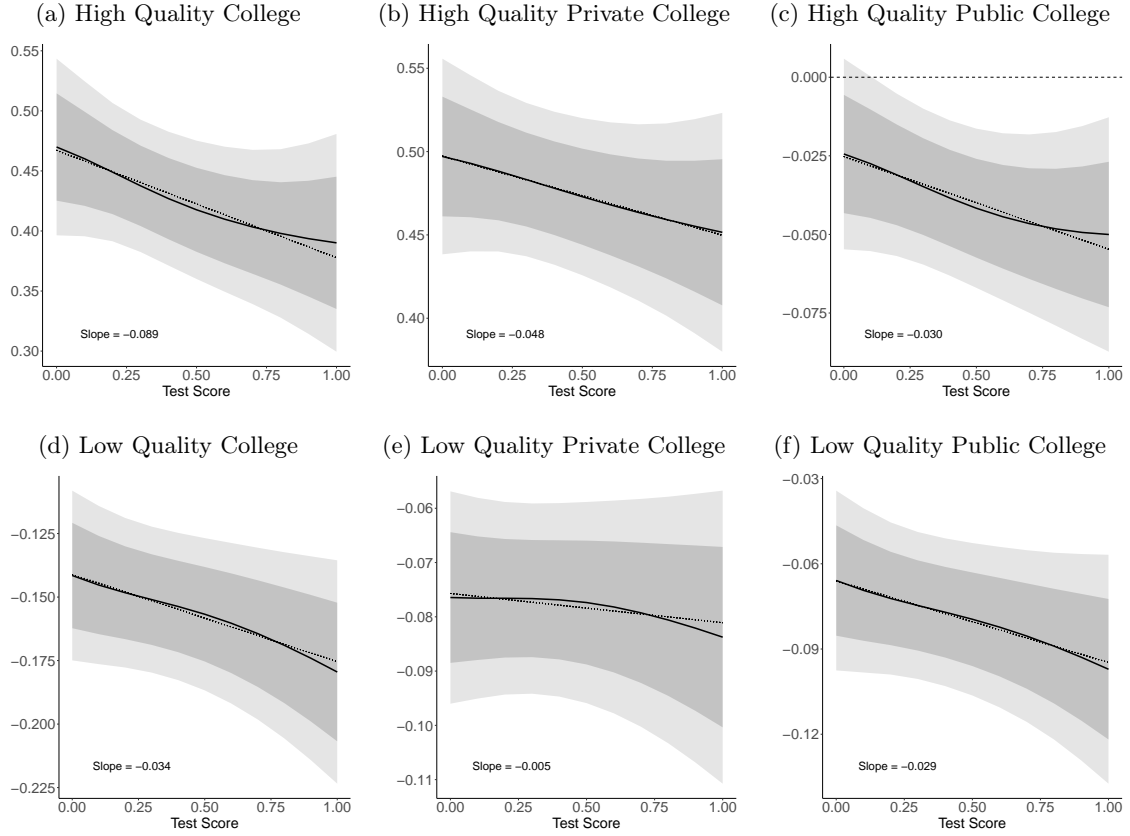 (a) High Quality College
(b) High Quality Private College
(c) High Quality Public College
0.55
0.50
0.45
0.40
0.35
0.30
Slope = −0.089
0.00 0.25 0.50 0.75 1.00
Test Score
0.55
0.50
0.45
0.40
Slope = −0.048
0.00 0.25 0.50 0.75 1.00
Test Score
0.000
−0.025
−0.050
−0.075
Slope = −0.030
0.00 0.25 0.50 0.75 1.00
Test Score
(d) Low Quality College
(e) Low Quality Private College
(f) Low Quality Public College
−0.125
−0.150
−0.175
−0.200
−0.225
Slope = −0.034
0.00 0.25 0.50 0.75 1.00
Test Score
−0.06
−0.07
−0.08
−0.09
−0.10
−0.11
Slope = −0.005
0.00 0.25 0.50 0.75 1.00
Test Score
−0.03
−0.06
−0.09
−0.12
Slope = −0.029
0.00 0.25 0.50 0.75 1.00
Test Score